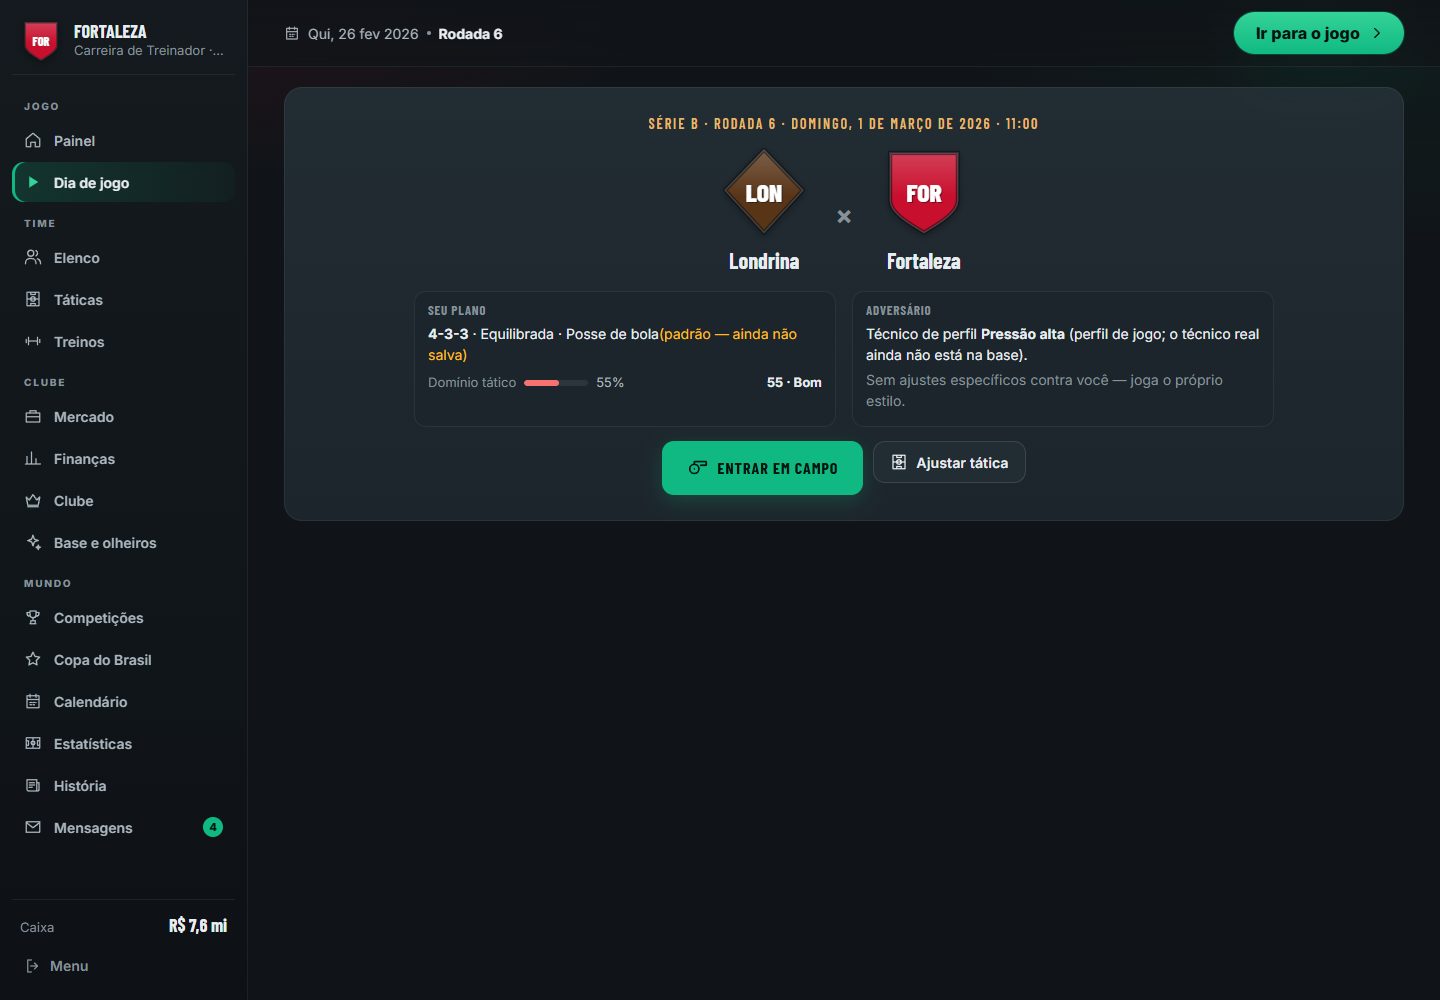 FOR
FORTALEZA
Carreira de Treinador ·...
Qui, 26 fev 2026 • Rodada 6
Ir para o jogo
JOGO
Painel
Dia de jogo
TIME
Elenco
Táticas
Treinos
CLUBE
Mercado
Finanças
Clube
Base e olheiros
MUNDO
Competições
Copa do Brasil
Calendário
Estatísticas
História
Mensagens 4
Caixa R$ 7,6 mi
Menu
SÉRIE B · RODADA 6 · DOMINGO, 1 DE MARÇO DE 2026 · 11:00
LON × FOR
Londrina Fortaleza
SEU PLANO
4-3-3 · Equilibrada · Posse de bola(padrão — ainda não
salva)
Domínio tático 55% 55 · Bom
ADVERSÁRIO
Técnico de perfil Pressão alta (perfil de jogo; o técnico real
ainda não está na base).
Sem ajustes específicos contra você — joga o próprio
estilo.
ENTRAR EM CAMPO
Ajustar tática